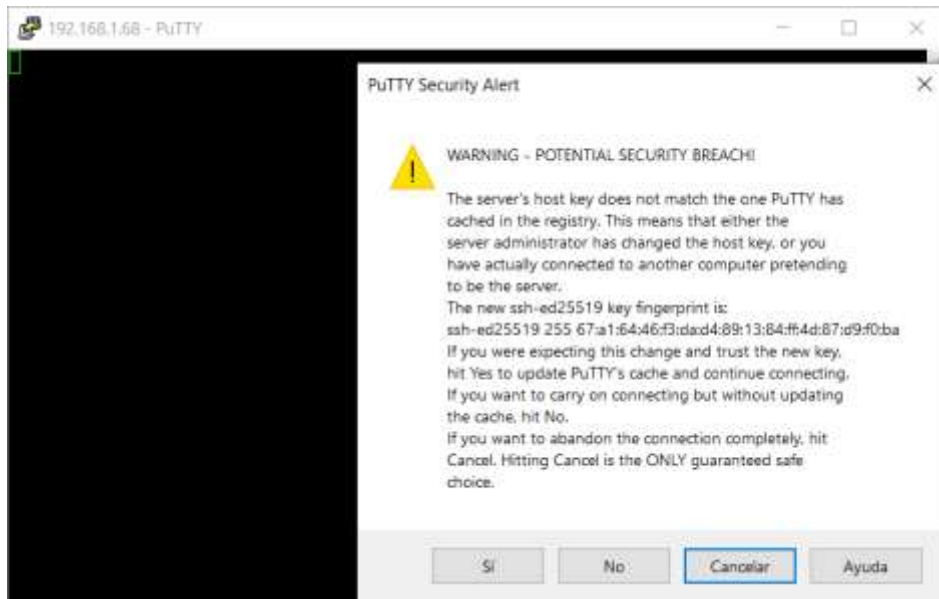 192.168.1.68 - PuTTY
PuTTY Security Alert
WARNING - POTENTIAL SECURITY BREACH!
The server's host key does not match the one PuTTY has
cached in the registry. This means that either the
server administrator has changed the host key, or you
have actually connected to another computer pretending
to be the server.
The new ssh-ed25519 key fingerprint is:
ssh-ed25519 255 67:a1:64:46:f3:da:d4:89:13:84:ff:4d:87:d9:f0:ba
If you were expecting this change and trust the new key,
hit Yes to update PuTTY's cache and continue connecting.
If you want to carry on connecting but without updating
the cache, hit No.
If you want to abandon the connection completely, hit
Cancel. Hitting Cancel is the ONLY guaranteed safe
choice.
Sí
No
Cancelar
Ayuda